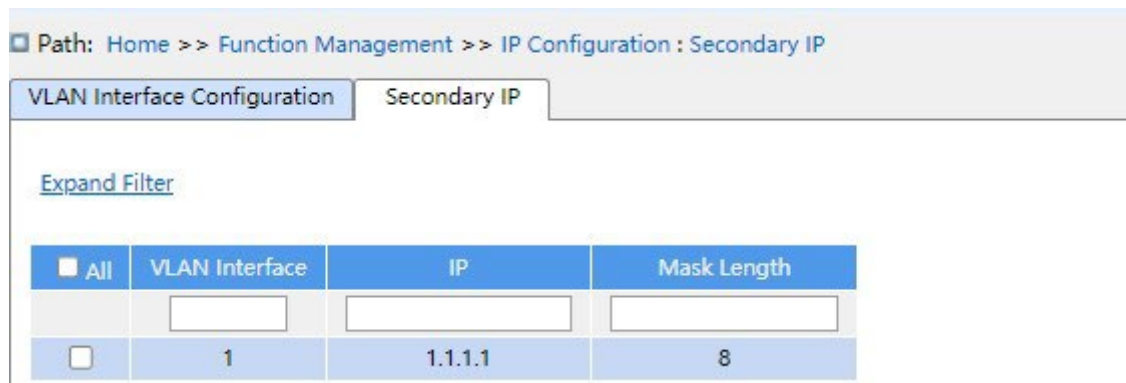 Path: Home >> Function Management >> IP Configuration : Secondary IP
VLAN Interface Configuration Secondary IP
Expand Filter
All VLAN Interface IP Mask Length
1 1.1.1.1 8